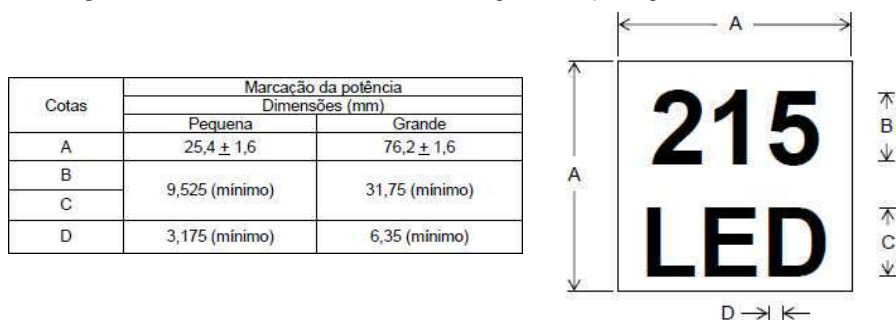 Cotas
Marcação da potência
Dimensões (mm)
Pequena Grande
A 25,4 ± 1,6 76,2 ± 1,6
B 9,525 (mínimo) 31,75 (mínimo)
C
D 3,175 (mínimo) 6,35 (mínimo)
A
A
215
LED
B
C
D